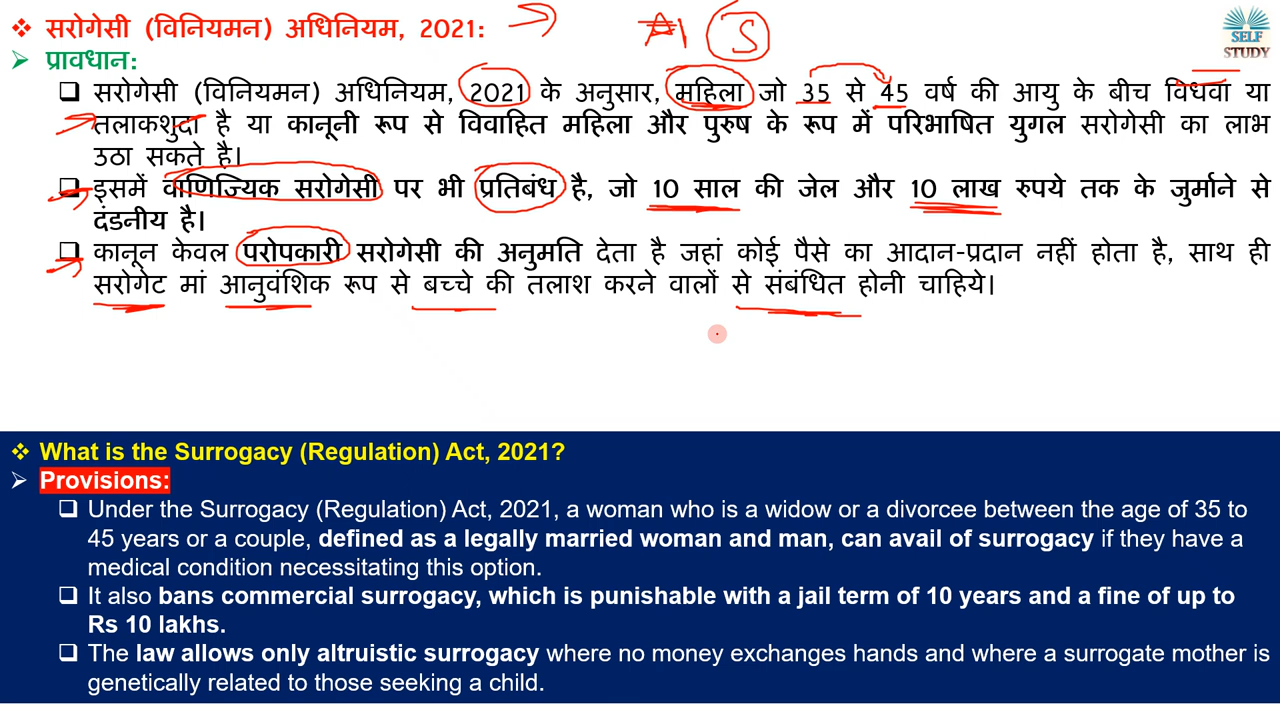 ❖ सरोगेसी (विनियमन) अधिनियम, 2021:
A1 S
SELF
STUDY
➢ प्रावधान:
❑ सरोगेसी (विनियमन) अधिनियम, 2021 के अनुसार, महिला जो 35 से 45 वर्ष की आयु के बीच विधवा या
तलाकशुदा है या कानूनी रूप से विवाहित महिला और पुरुष के रूप में परिभाषित युगल सरोगेसी का लाभ
उठा सकते है।
❑ इसमें वाणिज्यिक सरोगेसी पर भी प्रतिबंध है, जो 10 साल की जेल और 10 लाख रुपये तक के जुर्माने से
दंडनीय है।
❑ कानून केवल परोपकारी सरोगेसी की अनुमति देता है जहां कोई पैसे का आदान-प्रदान नहीं होता है, साथ ही
सरोगेट मां आनुवंशिक रूप से बच्चे की तलाश करने वालों से संबंधित होनी चाहिये।
❖ What is the Surrogacy (Regulation) Act, 2021?
➢ Provisions:
❑ Under the Surrogacy (Regulation) Act, 2021, a woman who is a widow or a divorcee between the age of 35 to
45 years or a couple, defined as a legally married woman and man, can avail of surrogacy if they have a
medical condition necessitating this option.
❑ It also bans commercial surrogacy, which is punishable with a jail term of 10 years and a fine of up to
Rs 10 lakhs.
❑ The law allows only altruistic surrogacy where no money exchanges hands and where a surrogate mother is
genetically related to those seeking a child.